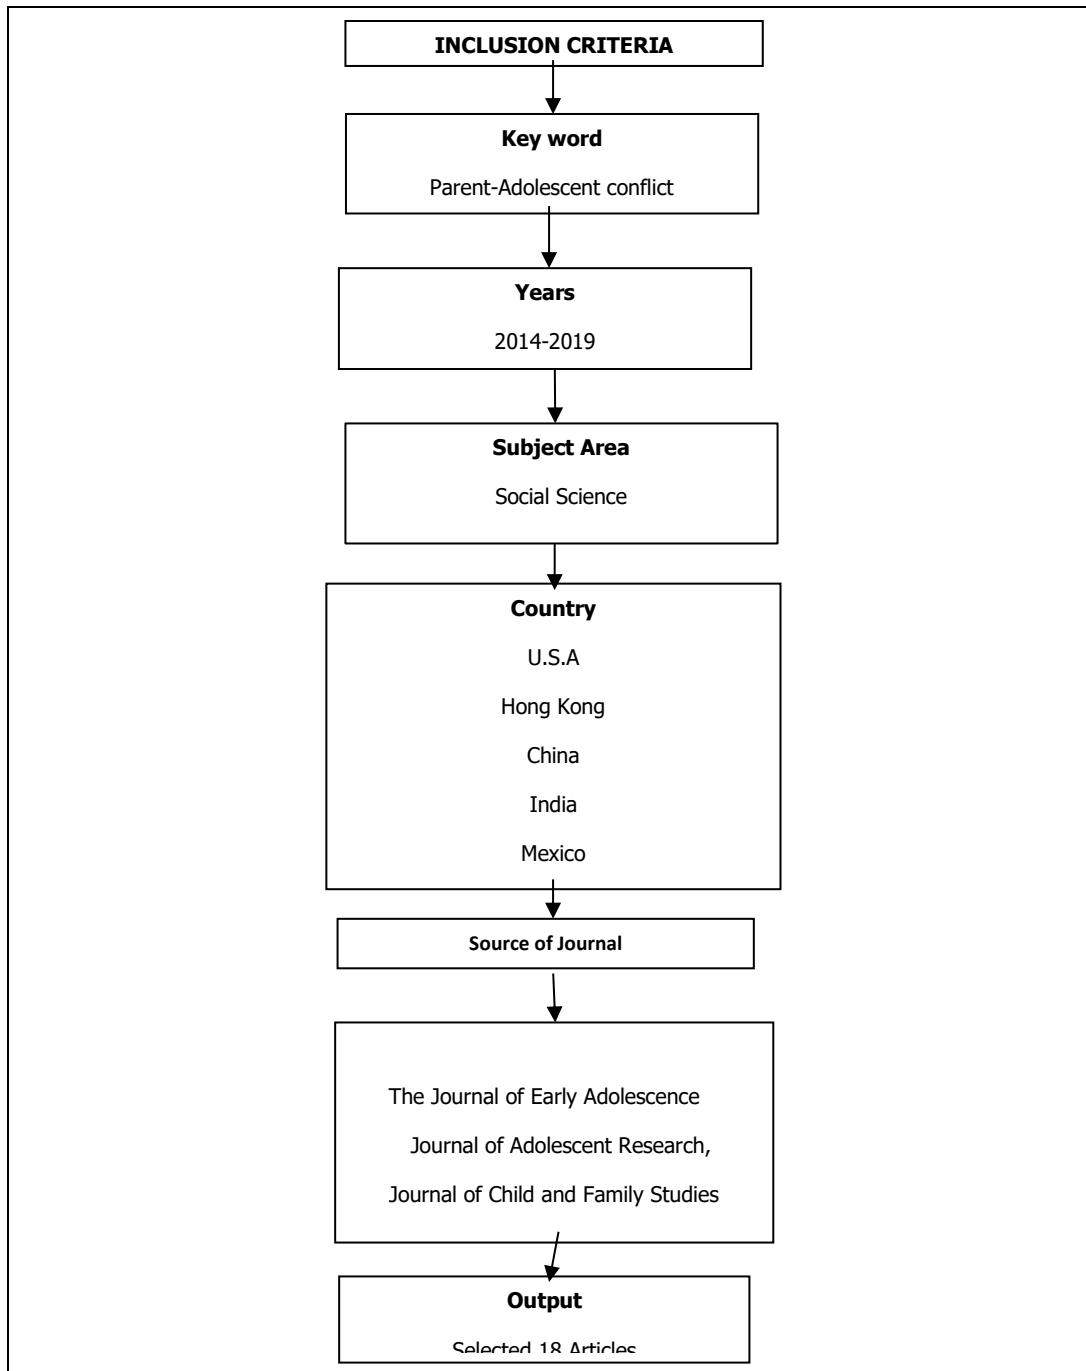 INCLUSION CRITERIA
Key word
Parent-Adolescent conflict
Years
2014-2019
Subject Area
Social Science
Country
U.S.A
Hong Kong
China
India
Mexico
Source of Journal
The Journal of Early Adolescence
Journal of Adolescent Research,
Journal of Child and Family Studies
Output
Selected 18 Articles